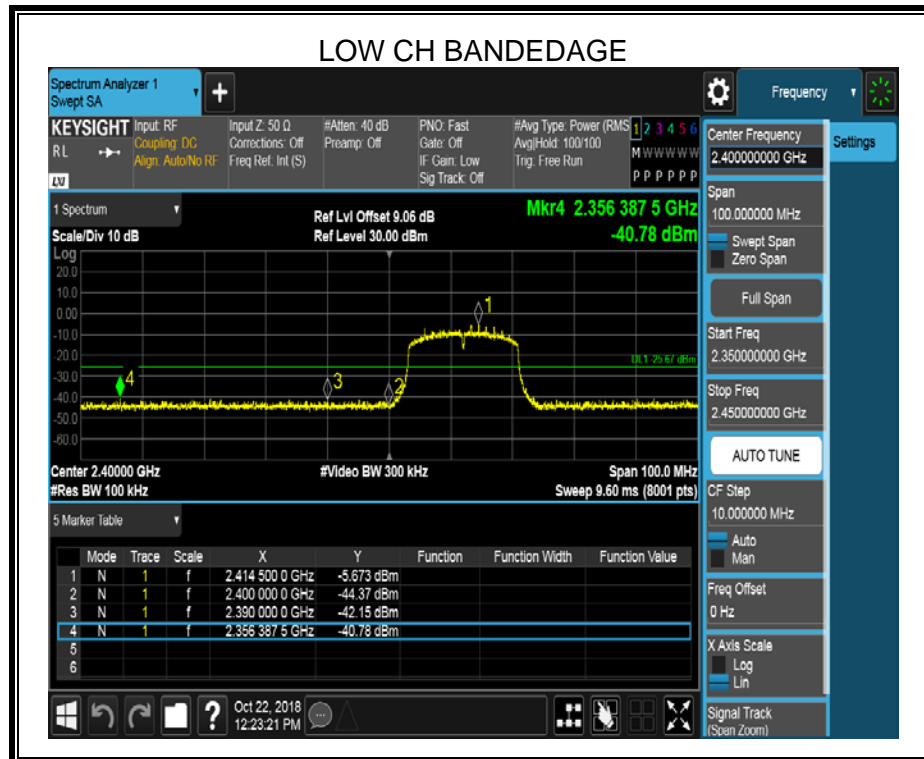 LOW CH BANDEDAGE
Spectrum Analyzer 1
Swept SA
Frequency
KEYSIGHT
RL
LXI
Input: RF
Coupling: DC
Align: Auto/No RF
Input Z: 50 Ω
Corrections: Off
Freq Ref: Int (S)
#Atten: 40 dB
Preamp: Off
PNO: Fast
Gate: Off
IF Gain: Low
Sig Track: Off
#Avg Type: Power (RMS
Avg|Hold: 100/100
Trig: Free Run
1 2 3 4 5 6
M W W W W W
P P P P P P
Center Frequency
2.400000000 GHz
Settings
1 Spectrum
Ref Lvl Offset 9.06 dB
Mkr4 2.356 387 5 GHz
Scale/Div 10 dB
Ref Level 30.00 dBm
-40.78 dBm
Log
20.0
10.0
0.00
-10.0
-20.0
-30.0
-40.0
-50.0
-60.0
1
DL1 -25.67 dBm
4
3
2
Center 2.40000 GHz
#Video BW 300 kHz
Span 100.0 MHz
#Res BW 100 kHz
Sweep 9.60 ms (8001 pts)
Span
100.000000 MHz
Swept Span
Zero Span
Full Span
Start Freq
2.350000000 GHz
Stop Freq
2.450000000 GHz
AUTO TUNE
CF Step
10.000000 MHz
Auto
Man
Freq Offset
0 Hz
X Axis Scale
Log
Lin
Signal Track
(Span Zoom)
5 Marker Table
Mode Trace Scale X Y Function Function Width Function Value
1 N 1 f 2.414 500 0 GHz -5.673 dBm
2 N 1 f 2.400 000 0 GHz -44.37 dBm
3 N 1 f 2.390 000 0 GHz -42.15 dBm
4 N 1 f 2.356 387 5 GHz -40.78 dBm
5
6
?
Oct 22, 2018
12:23:21 PM